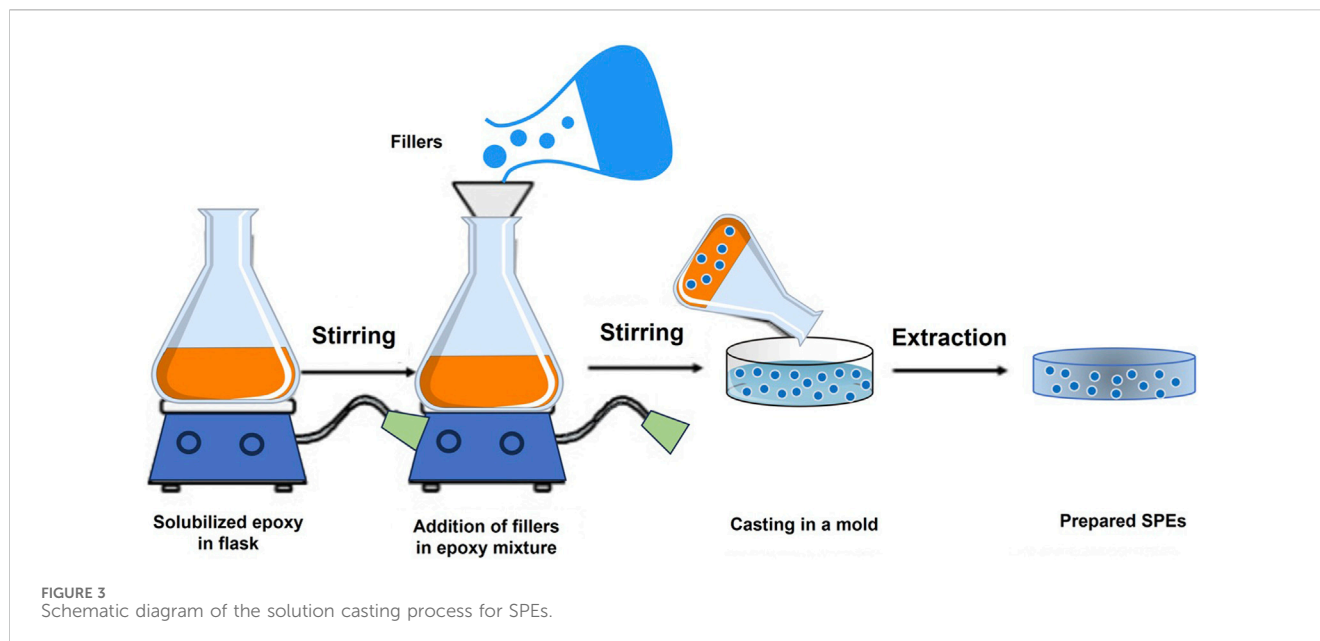 Fillers
Stirring
Stirring
Extraction
Solubilized epoxy
in flask
Addition of fillers
in epoxy mixture
Casting in a mold
Prepared SPEs
FIGURE 3
Schematic diagram of the solution casting process for SPEs.